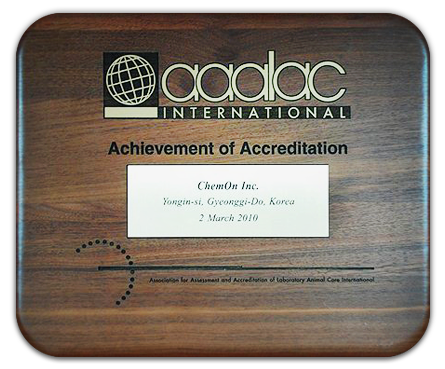 aaalac
INTERNATIONAL
Achievement of Accreditation
ChemOn Inc.
Yongin-si, Gyeonggi-Do, Korea
2 March 2010
Association for Assessment and Accreditation of Laboratory Animal Care International